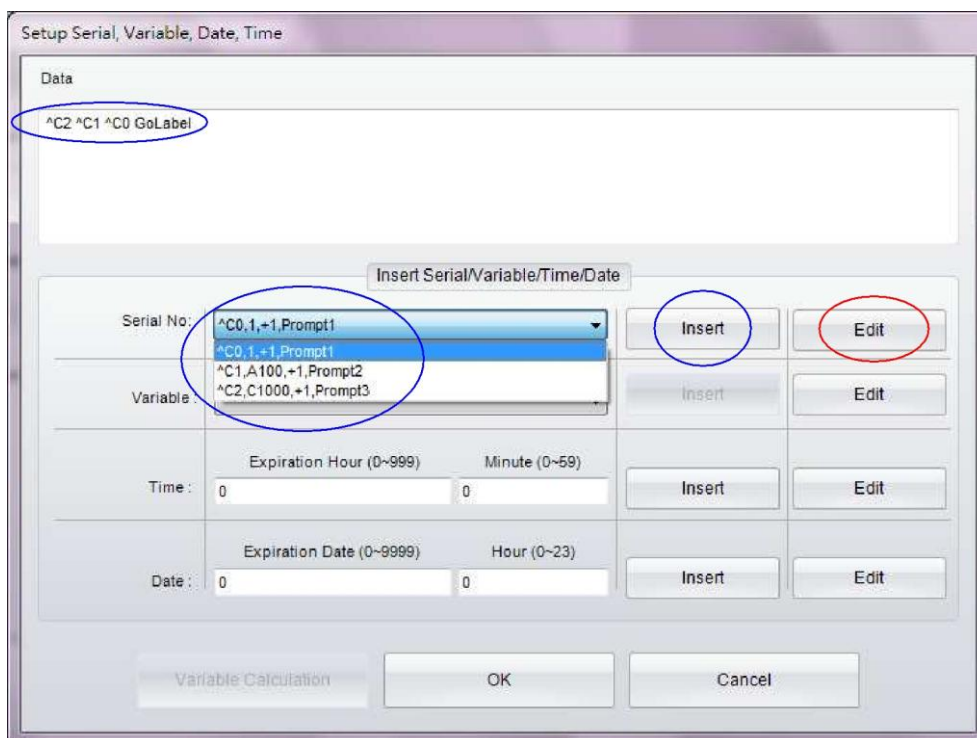 Setup Serial, Variable, Date, Time
Data
^C2 ^C1 ^C0 GoLabel
Insert Serial/Variable/Time/Date
Serial No: ^C0,1,+1,Prompt1 Insert Edit
^C0,1,+1,Prompt1
^C1,A100,+1,Prompt2
^C2,C1000,+1,Prompt3
Variable : Insert Edit
Expiration Hour (0~999) Minute (0~59)
Time : 0 0 Insert Edit
Expiration Date (0~9999) Hour (0~23)
Date : 0 0 Insert Edit
Variable Calculation OK Cancel